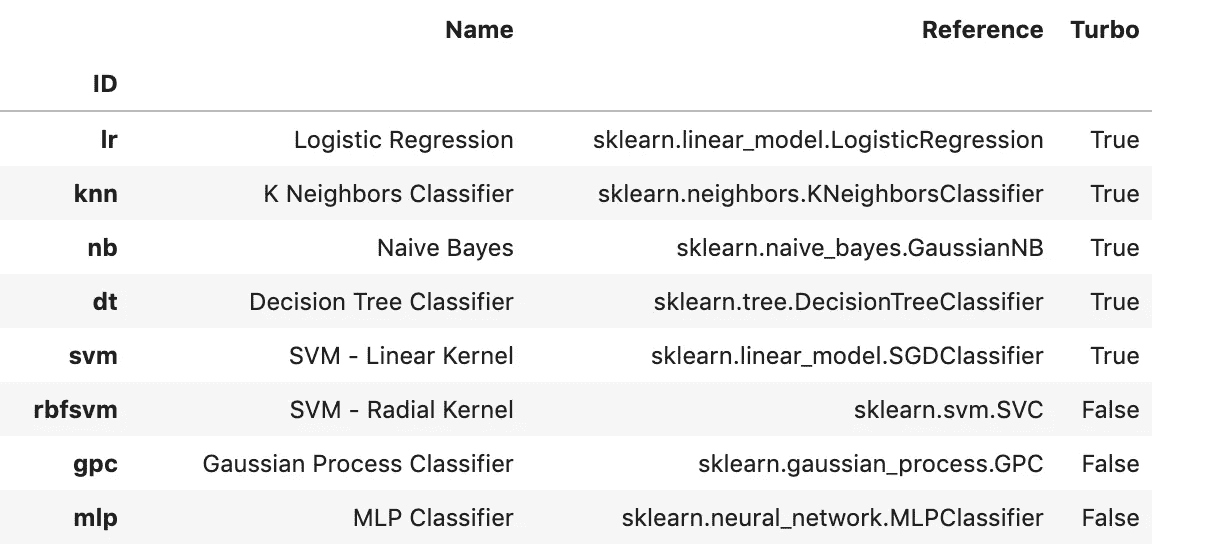 Name Reference Turbo
ID
lr Logistic Regression sklearn.linear_model.LogisticRegression True
knn K Neighbors Classifier sklearn.neighbors.KNeighborsClassifier True
nb Naive Bayes sklearn.naive_bayes.GaussianNB True
dt Decision Tree Classifier sklearn.tree.DecisionTreeClassifier True
svm SVM - Linear Kernel sklearn.linear_model.SGDClassifier True
rbfsvm SVM - Radial Kernel sklearn.svm.SVC False
gpc Gaussian Process Classifier sklearn.gaussian_process.GPC False
mlp MLP Classifier sklearn.neural_network.MLPClassifier False